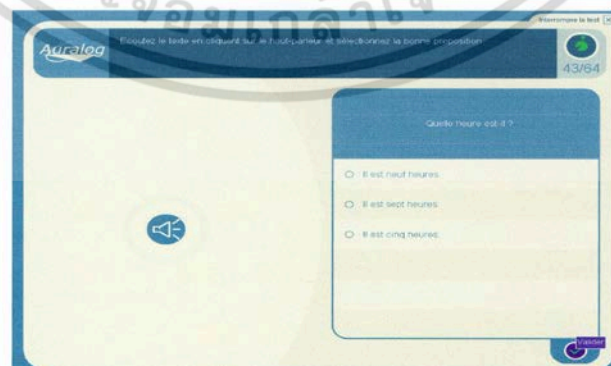 Interrompre le test
Auralog
Ecoutez le texte en cliquant sur le haut-parleur et sélectionnez la bonne proposition
43/64
Quelle heure est-il ?
Il est neuf heures.
Il est sept heures.
Il est cinq heures.
Valider